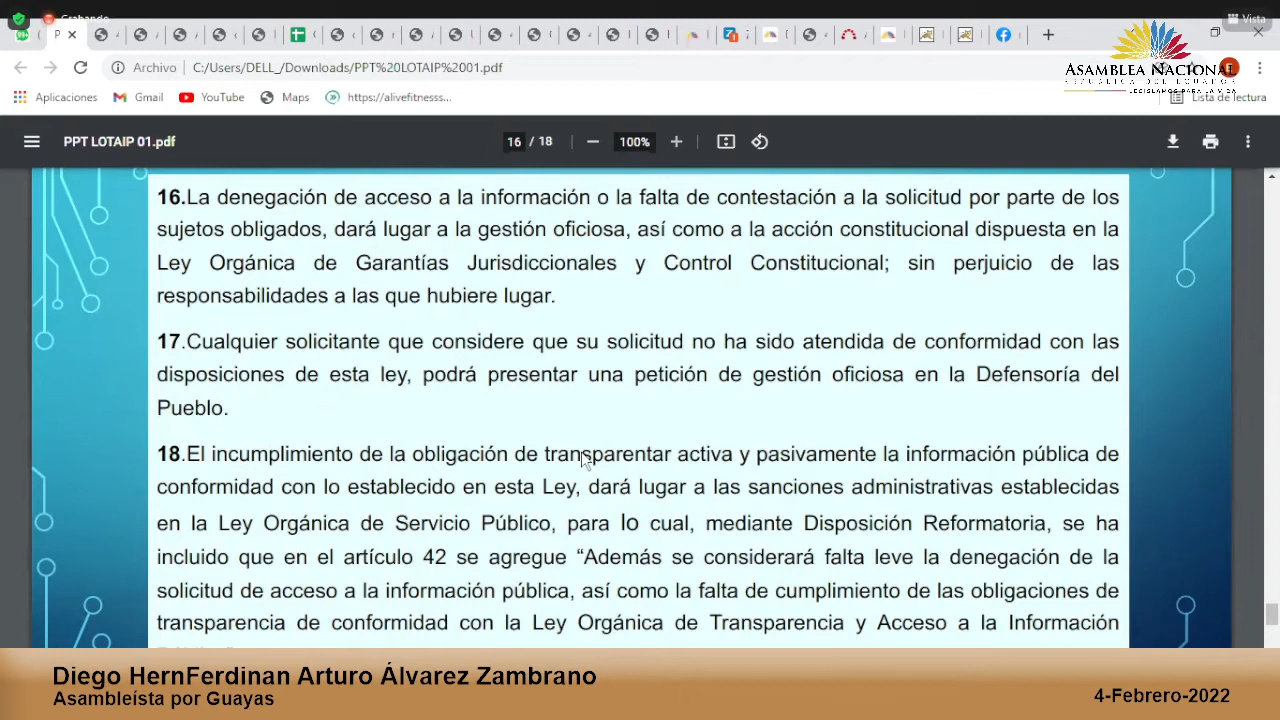 Grabando
Vista
Archivo C:/Users/DELL_/Downloads/PPT%20LOTAIP%2001.pdf
ASAMBLEA NACIONAL
REPÚBLICA DEL ECUADOR
LEGISLAMOS PARA LA VIDA
Aplicaciones Gmail YouTube Maps https://alivefitnesss... Lista de lectura
PPT LOTAIP 01.pdf 16 / 18 100%
16.La denegación de acceso a la información o la falta de contestación a la solicitud por parte de los
sujetos obligados, dará lugar a la gestión oficiosa, así como a la acción constitucional dispuesta en la
Ley Orgánica de Garantías Jurisdiccionales y Control Constitucional; sin perjuicio de las
responsabilidades a las que hubiere lugar.
17.Cualquier solicitante que considere que su solicitud no ha sido atendida de conformidad con las
disposiciones de esta ley, podrá presentar una petición de gestión oficiosa en la Defensoría del
Pueblo.
18.El incumplimiento de la obligación de transparentar activa y pasivamente la información pública de
conformidad con lo establecido en esta Ley, dará lugar a las sanciones administrativas establecidas
en la Ley Orgánica de Servicio Público, para lo cual, mediante Disposición Reformatoria, se ha
incluido que en el artículo 42 se agregue “Además se considerará falta leve la denegación de la
solicitud de acceso a la información pública, así como la falta de cumplimiento de las obligaciones de
transparencia de conformidad con la Ley Orgánica de Transparencia y Acceso a la Información
Diego HernFerdinan Arturo Álvarez Zambrano
Asambleísta por Guayas
4-Febrero-2022